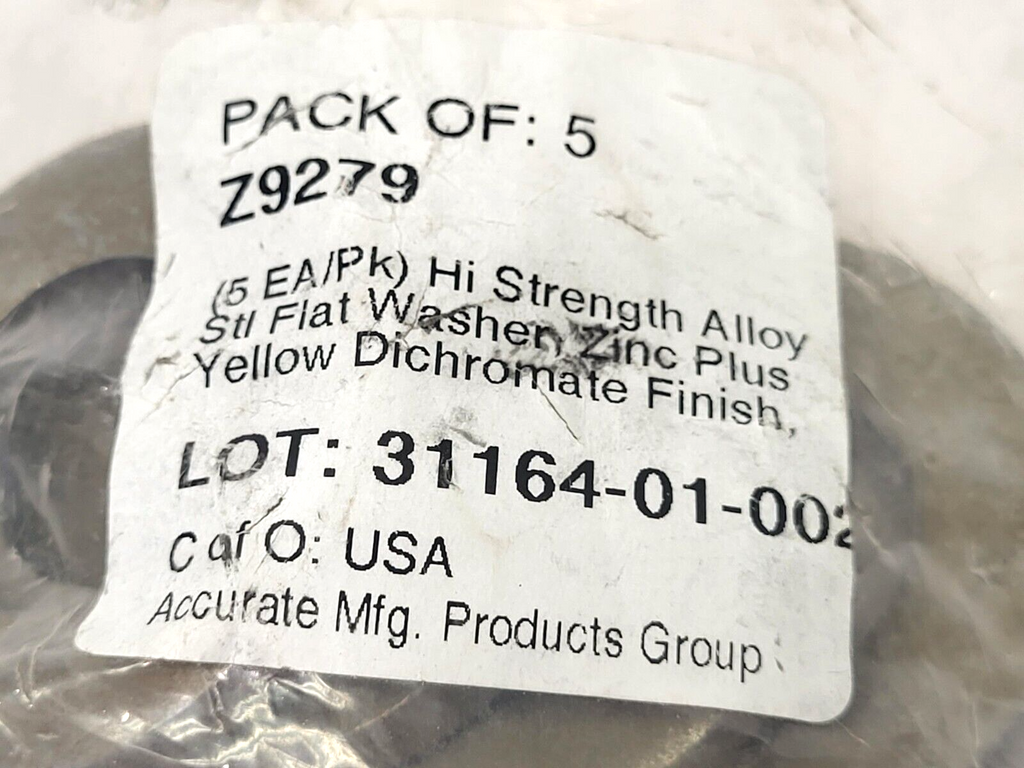 PACK OF: 5
Z9279
(5 EA/Pk) Hi Strength Alloy
Stl Flat Washer, Zinc Plus
Yellow Dichromate Finish,
LOT: 31164-01-002
C of O: USA
Accurate Mfg. Products Group